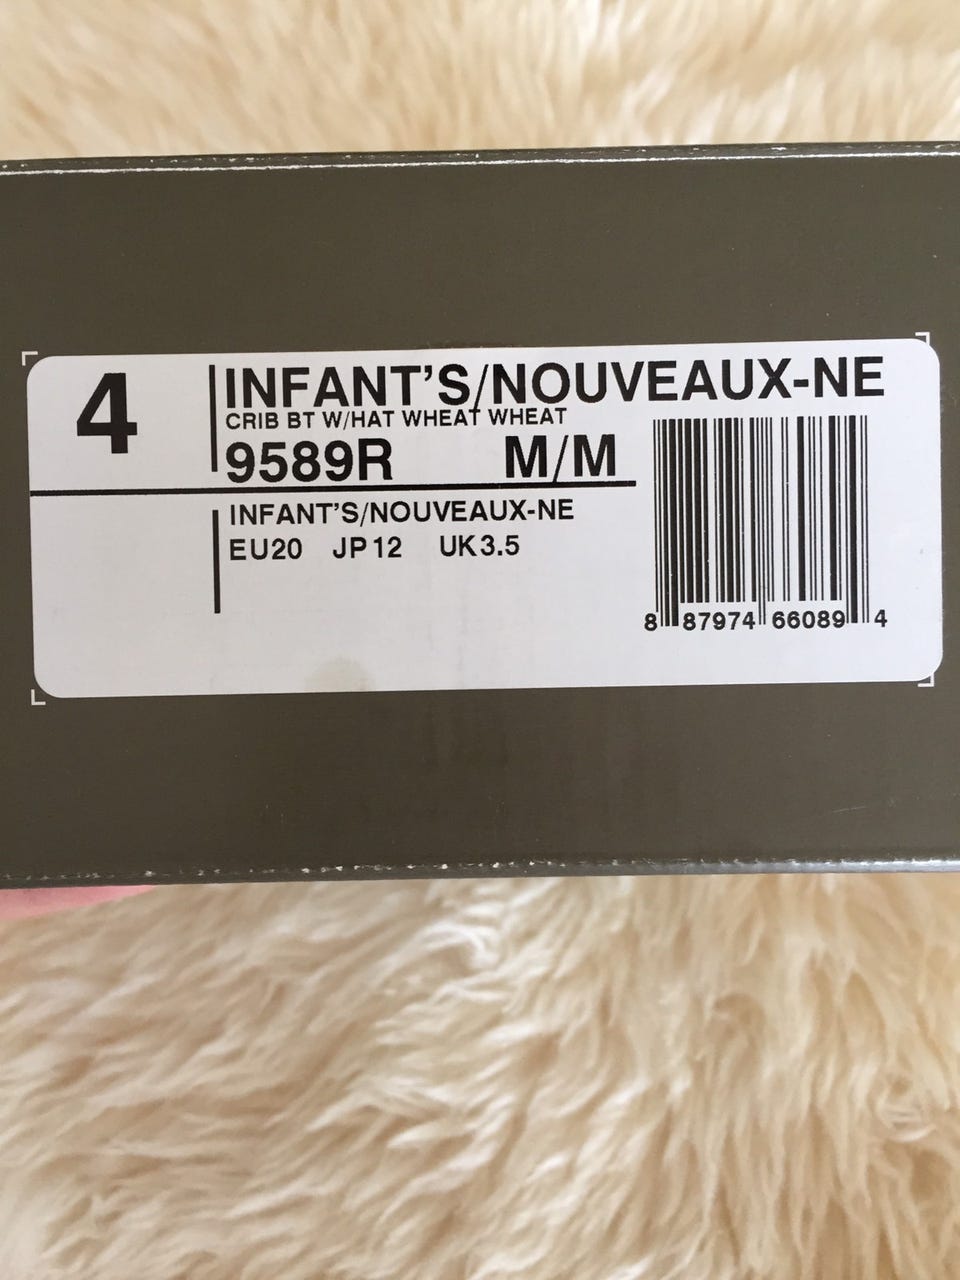 4
INFANT'S/NOUVEAUX-NE
CRIB BT W/HAT WHEAT WHEAT
9589R M/M
INFANT'S/NOUVEAUX-NE
EU20 JP12 UK3.5
8 87974 66089 4